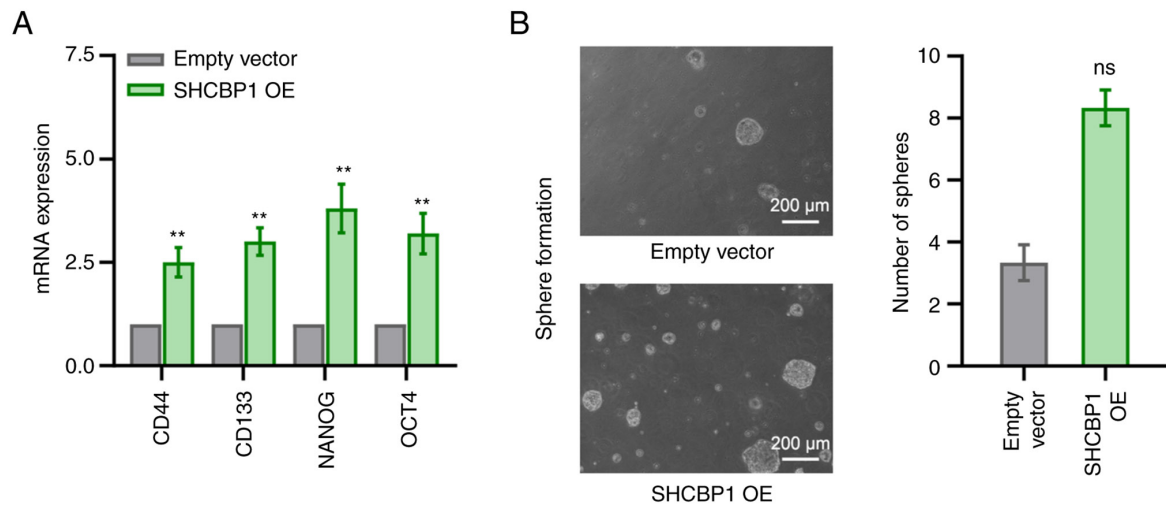 A
7.5
5.0
2.5
0.0
mRNA expression
Empty vector
SHCBP1 OE
**
**
**
**
CD44
CD133
NANOG
OCT4
B
Sphere formation
200 μm
Empty vector
200 μm
SHCBP1 OE
Number of spheres
10
8
6
4
2
0
ns
Empty
vector
SHCBP1
OE